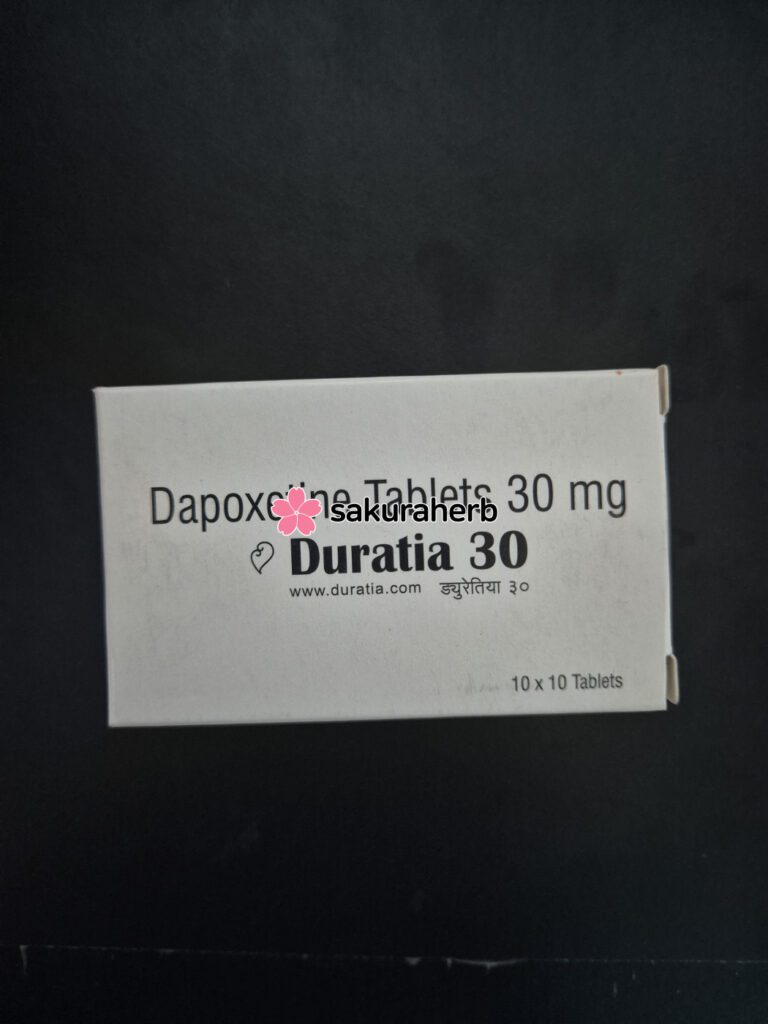 Dapoxetine Tablets 30 mg
sakuraherb
Duratia 30
www.duratia.com ड्युरेतिया ३०
10 x 10 Tablets